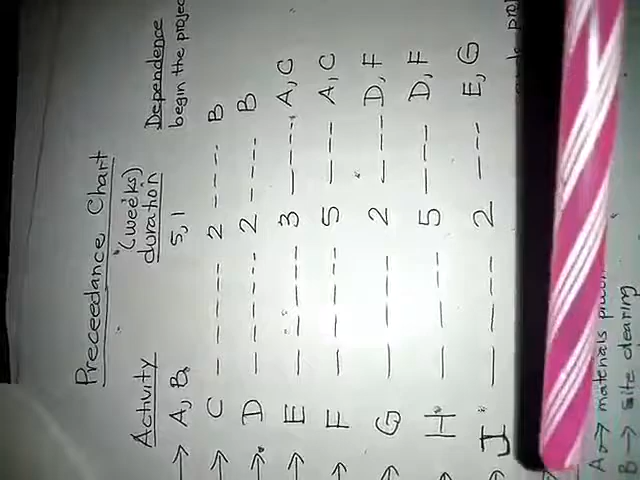 Preceedance Chart
Activity (weeks) duration Dependence
→ A, B 5, 1 begin the
→ C ------ 2 ---- B
→ D ------ 2 ---- B
→ E ------ 3 ---- A, C
→ F ----- 5 ---- A, C
→ G ----- 2 ---- D, F
→ H ---- 5 --- D, F
→ J ---- 2 --- E, G
A → materials
B → site clearing